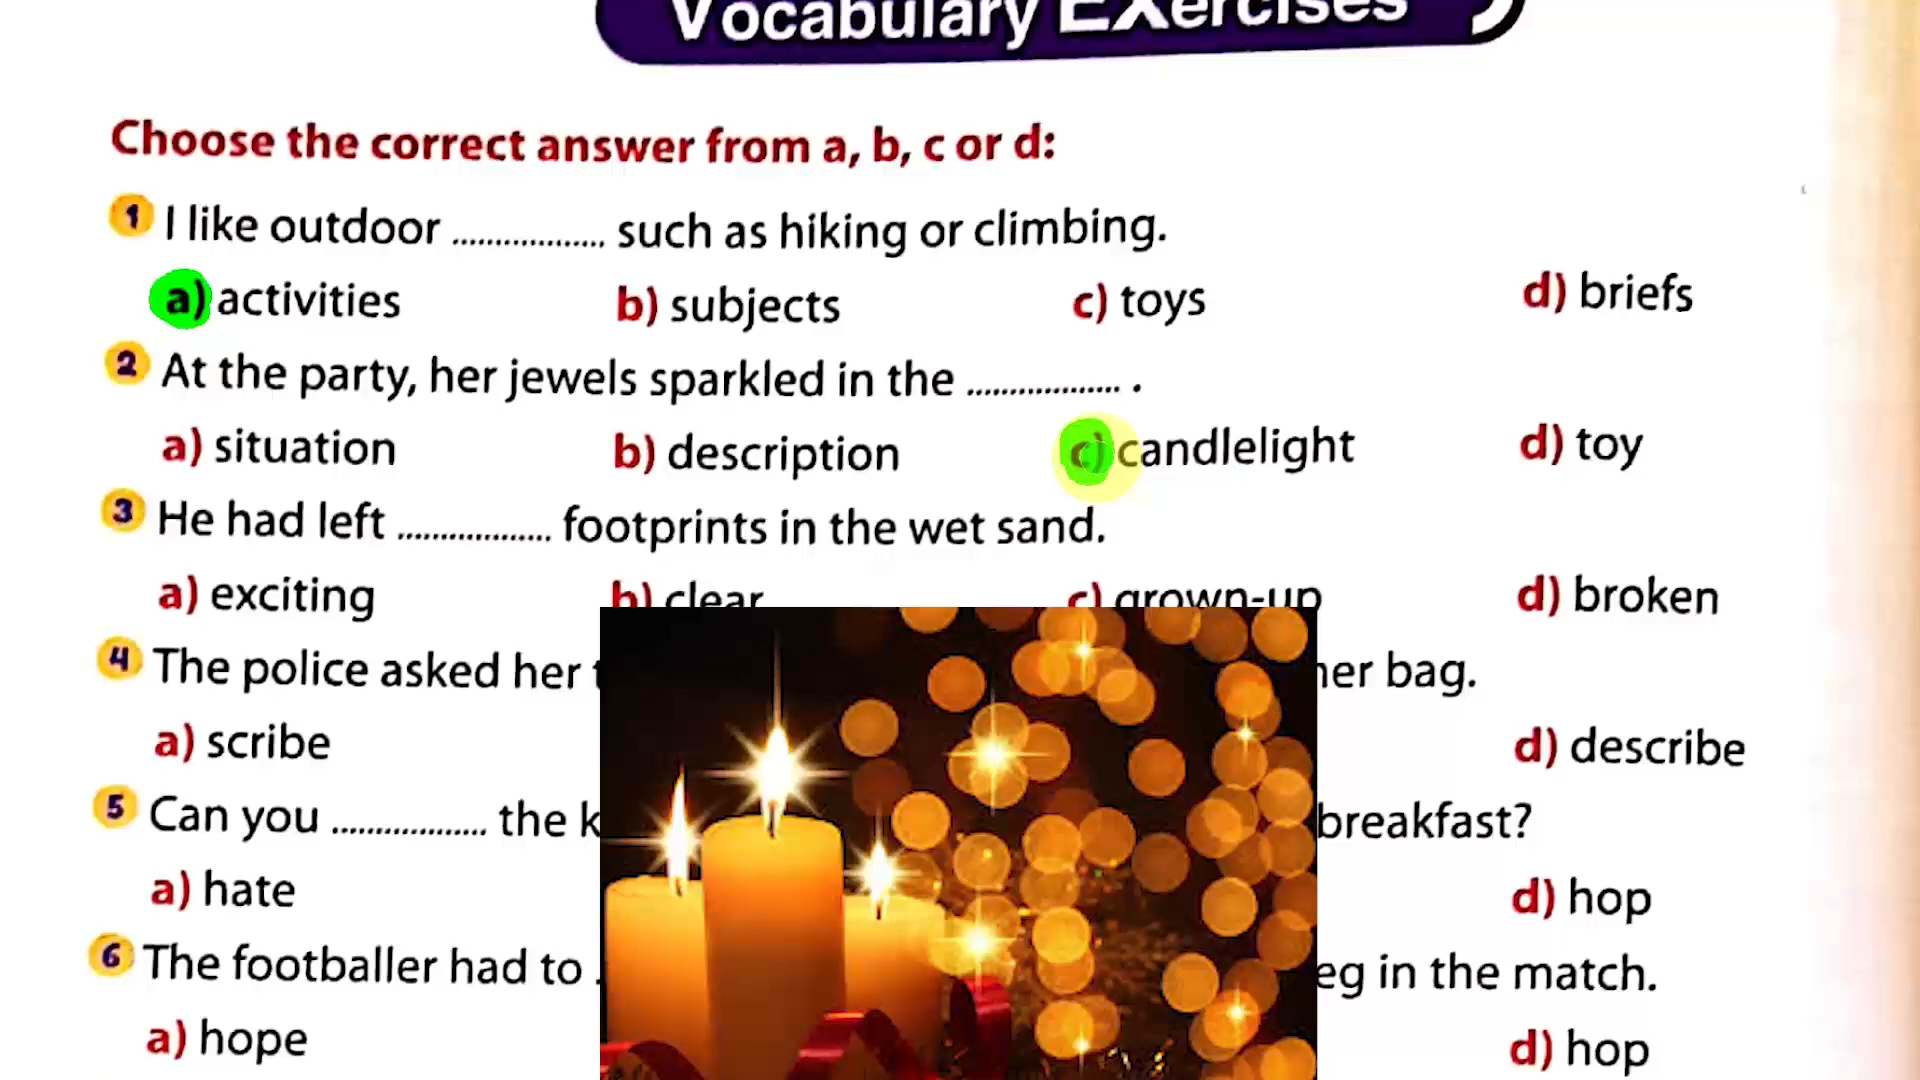 Vocabulary EXercises
Choose the correct answer from a, b, c or d:
1 I like outdoor .................. such as hiking or climbing.
a) activities b) subjects c) toys d) briefs
2 At the party, her jewels sparkled in the .................. .
a) situation b) description c) candlelight d) toy
3 He had left .................. footprints in the wet sand.
a) exciting b) clear c) grown-up d) broken
4 The police asked her her bag.
a) scribe d) describe
5 Can you .................. the breakfast?
a) hate d) hop
6 The footballer had to in the match.
a) hope d) hop